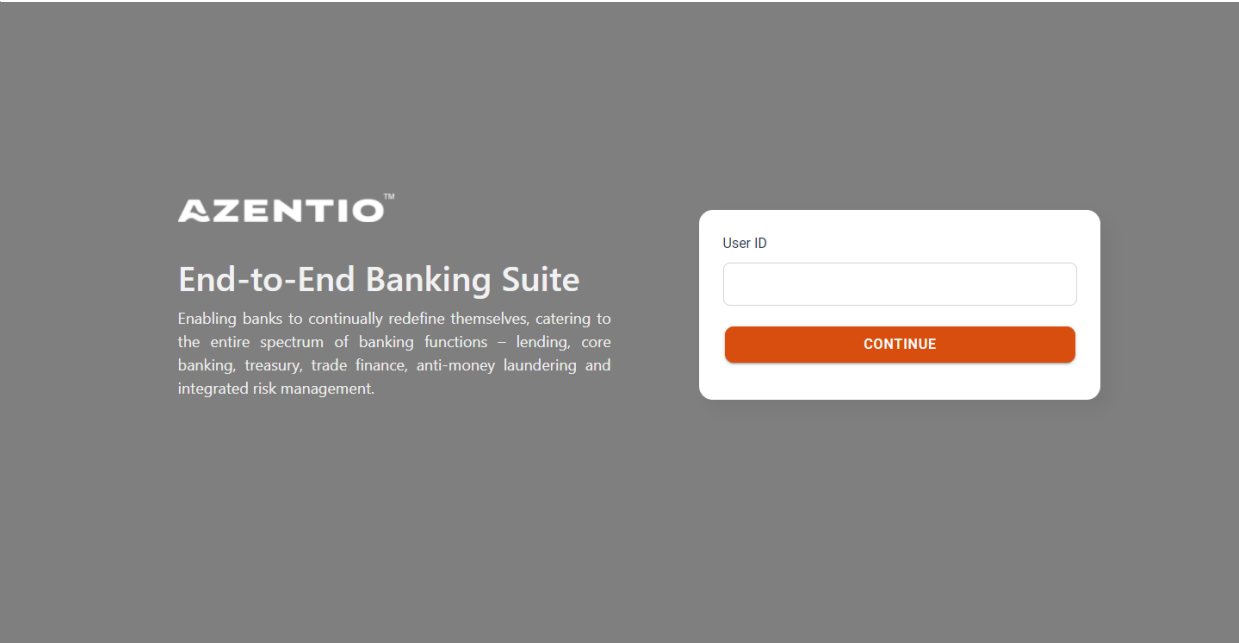 AZENTIO™
End-to-End Banking Suite
Enabling banks to continually redefine themselves, catering to
the entire spectrum of banking functions – lending, core
banking, treasury, trade finance, anti-money laundering and
integrated risk management.
User ID
CONTINUE